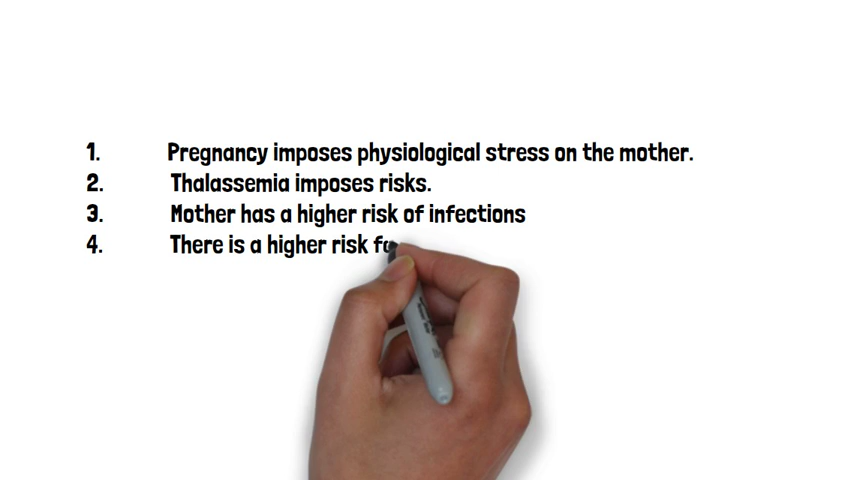 1. Pregnancy imposes physiological stress on the mother.
2. Thalassemia imposes risks.
3. Mother has a higher risk of infections
4. There is a higher risk